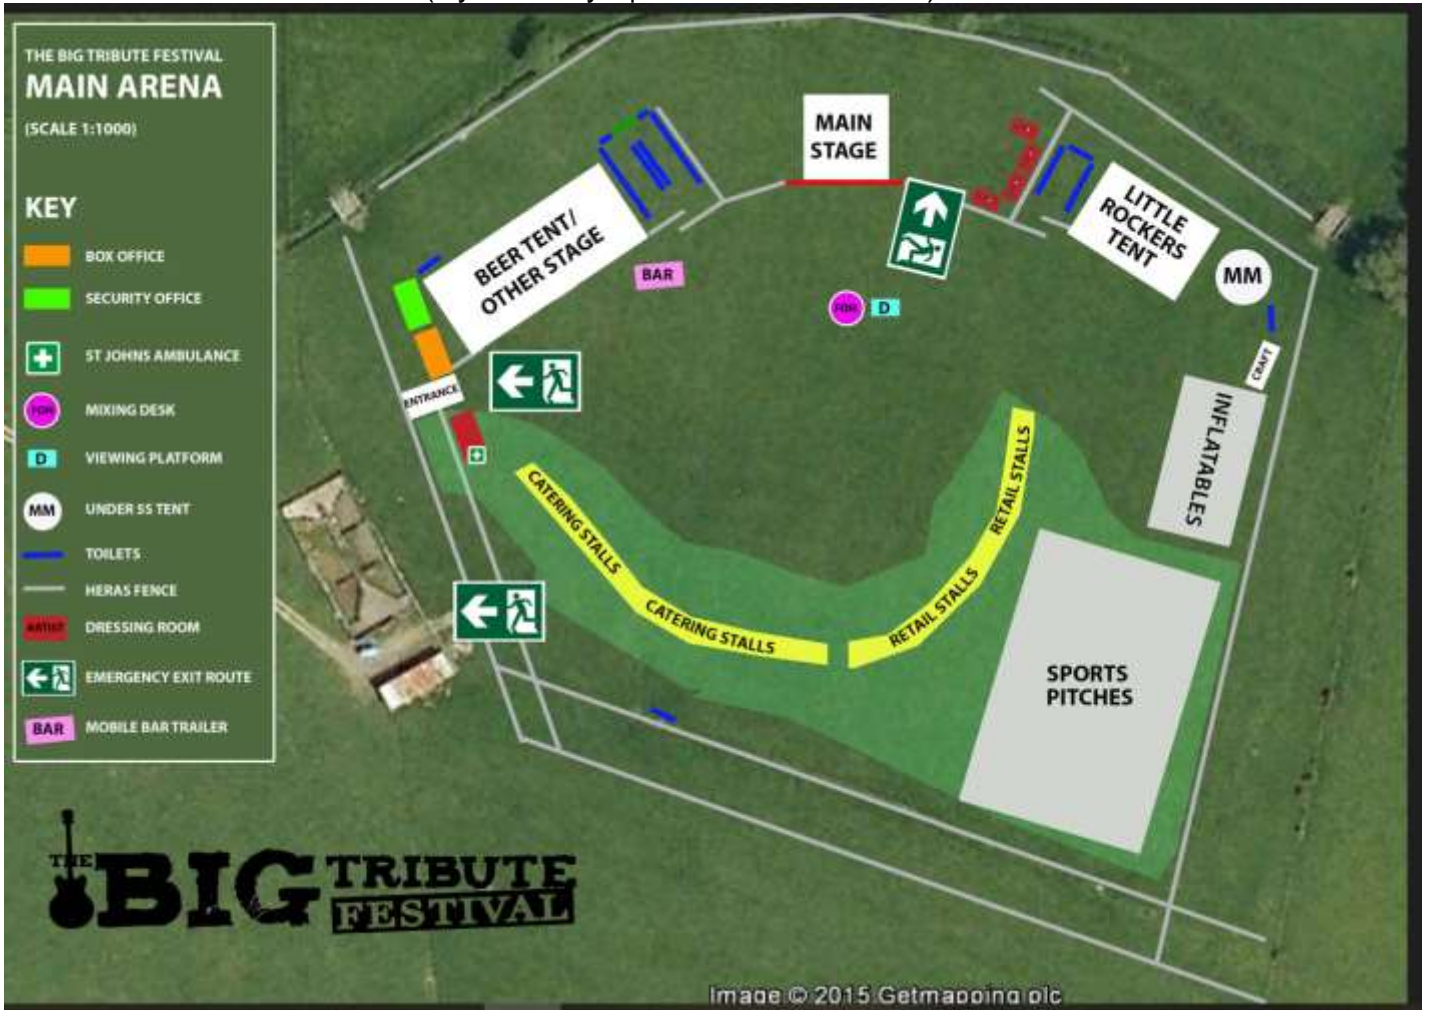 THE BIG TRIBUTE FESTIVAL
MAIN ARENA
(SCALE 1:1000)
KEY
BOX OFFICE
SECURITY OFFICE
ST JOHNS AMBULANCE
FOH
MIXING DESK
D
VIEWING PLATFORM
MM
UNDER 5S TENT
TOILETS
HERAS FENCE
ARTIST
DRESSING ROOM
EMERGENCY EXIT ROUTE
BAR
MOBILE BAR TRAILER
MAIN
STAGE
BEER TENT/
OTHER STAGE
BAR
FOH
D
LITTLE
ROCKERS
TENT
MM
CRAFT
INFLATABLES
ENTRANCE
CATERING STALLS
CATERING STALLS
RETAIL STALLS
RETAIL STALLS
SPORTS
PITCHES
THE
BIG
TRIBUTE
FESTIVAL
Image © 2015 Getmapping plc